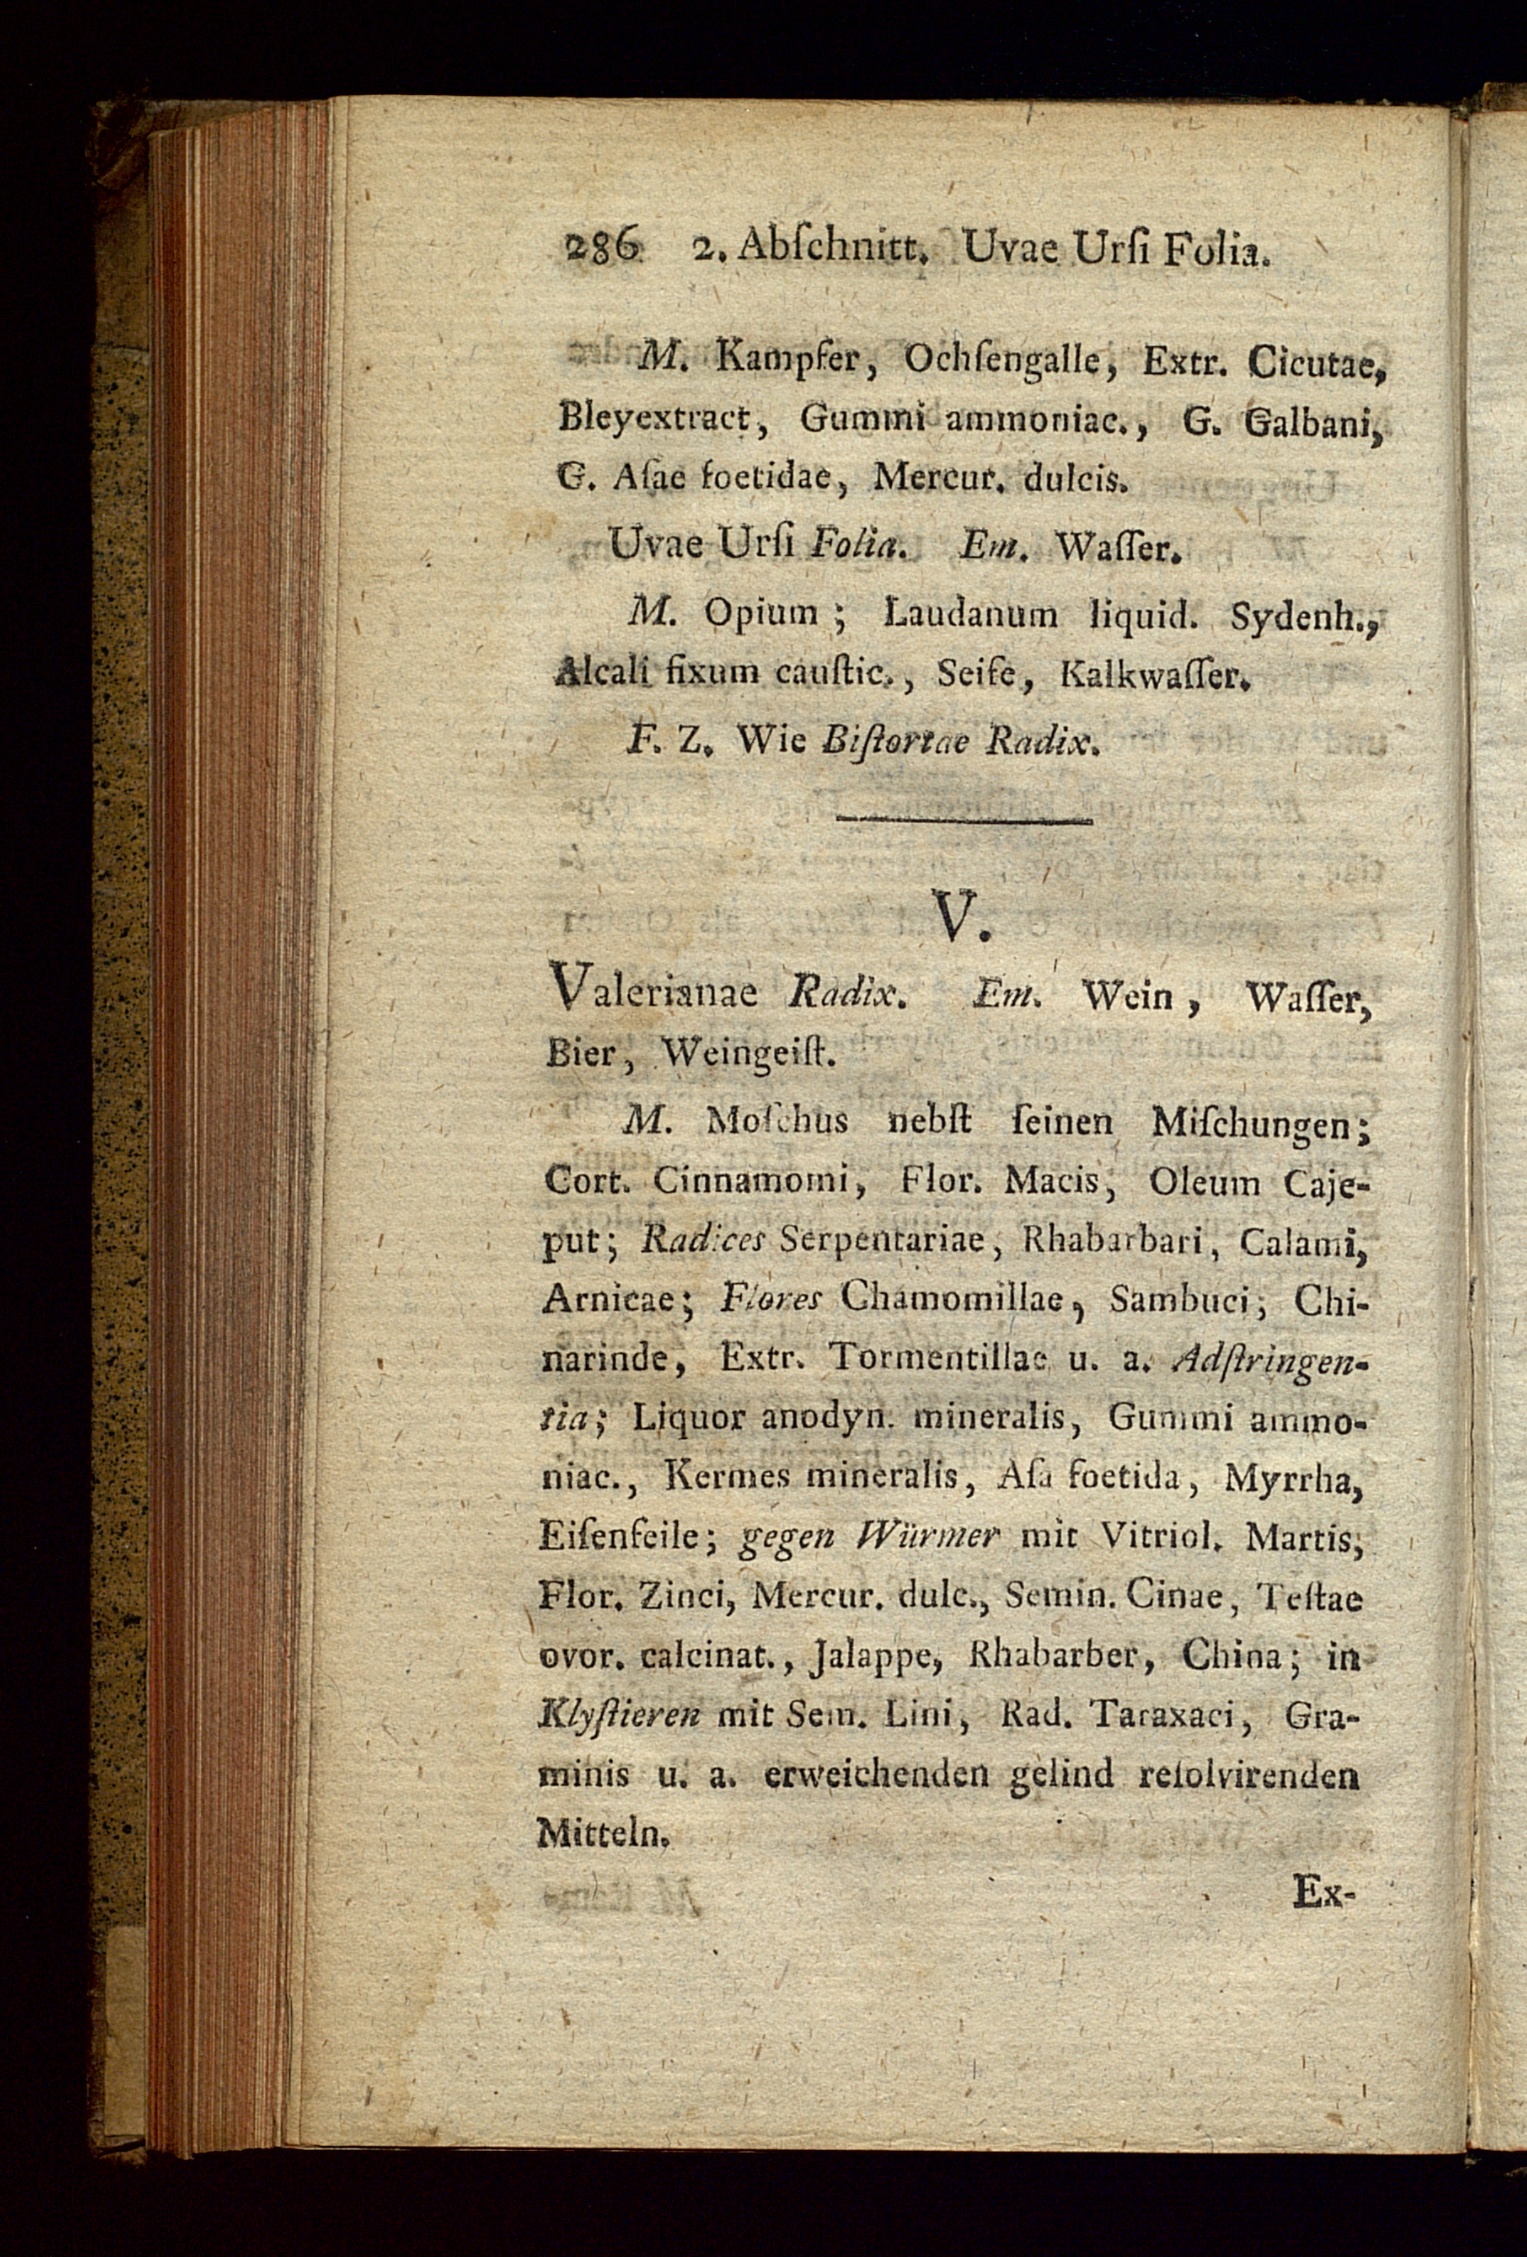 286 2. Abſchnitt. Uvae Urſi Folia.
M. Kampfer, Ochſengalle, Extr. Cicutae,
Bleyextract, Gummi ammoniac., G. Galbani,
G. Aſae foetidae, Mercur. dulcis.
Uvae Urſi Folia. Em. Waſſer.
M. Opium; Laudanum liquid. Sydenh.,
Alcali fixum cauſtic., Seife, Kalkwaſſer.
F. Z. Wie Biſtortae Radix.
V.
Valerianae Radix. Em. Wein, Waſſer,
Bier, Weingeiſt.
M. Moſchus nebſt ſeinen Miſchungen;
Cort. Cinnamomi, Flor. Macis, Oleum Caje-
put; Radices Serpentariae, Rhabarbari, Calami,
Arnicae; Flores Chamomillae, Sambuci; Chi-
narinde, Extr. Tormentillae u. a. Adſtringen-
tia; Liquor anodyn. mineralis, Gummi ammo-
niac., Kermes mineralis, Aſa foetida, Myrrha,
Eiſenfeile; gegen Würmer mit Vitriol. Martis,
Flor. Zinci, Mercur. dulc., Semin. Cinae, Teſtae
ovor. calcinat., Jalappe, Rhabarber, China; in
Klyſtieren mit Sem. Lini, Rad. Taraxaci, Gra-
minis u. a. erweichenden gelind reſolvirenden
Mitteln.
Ex-